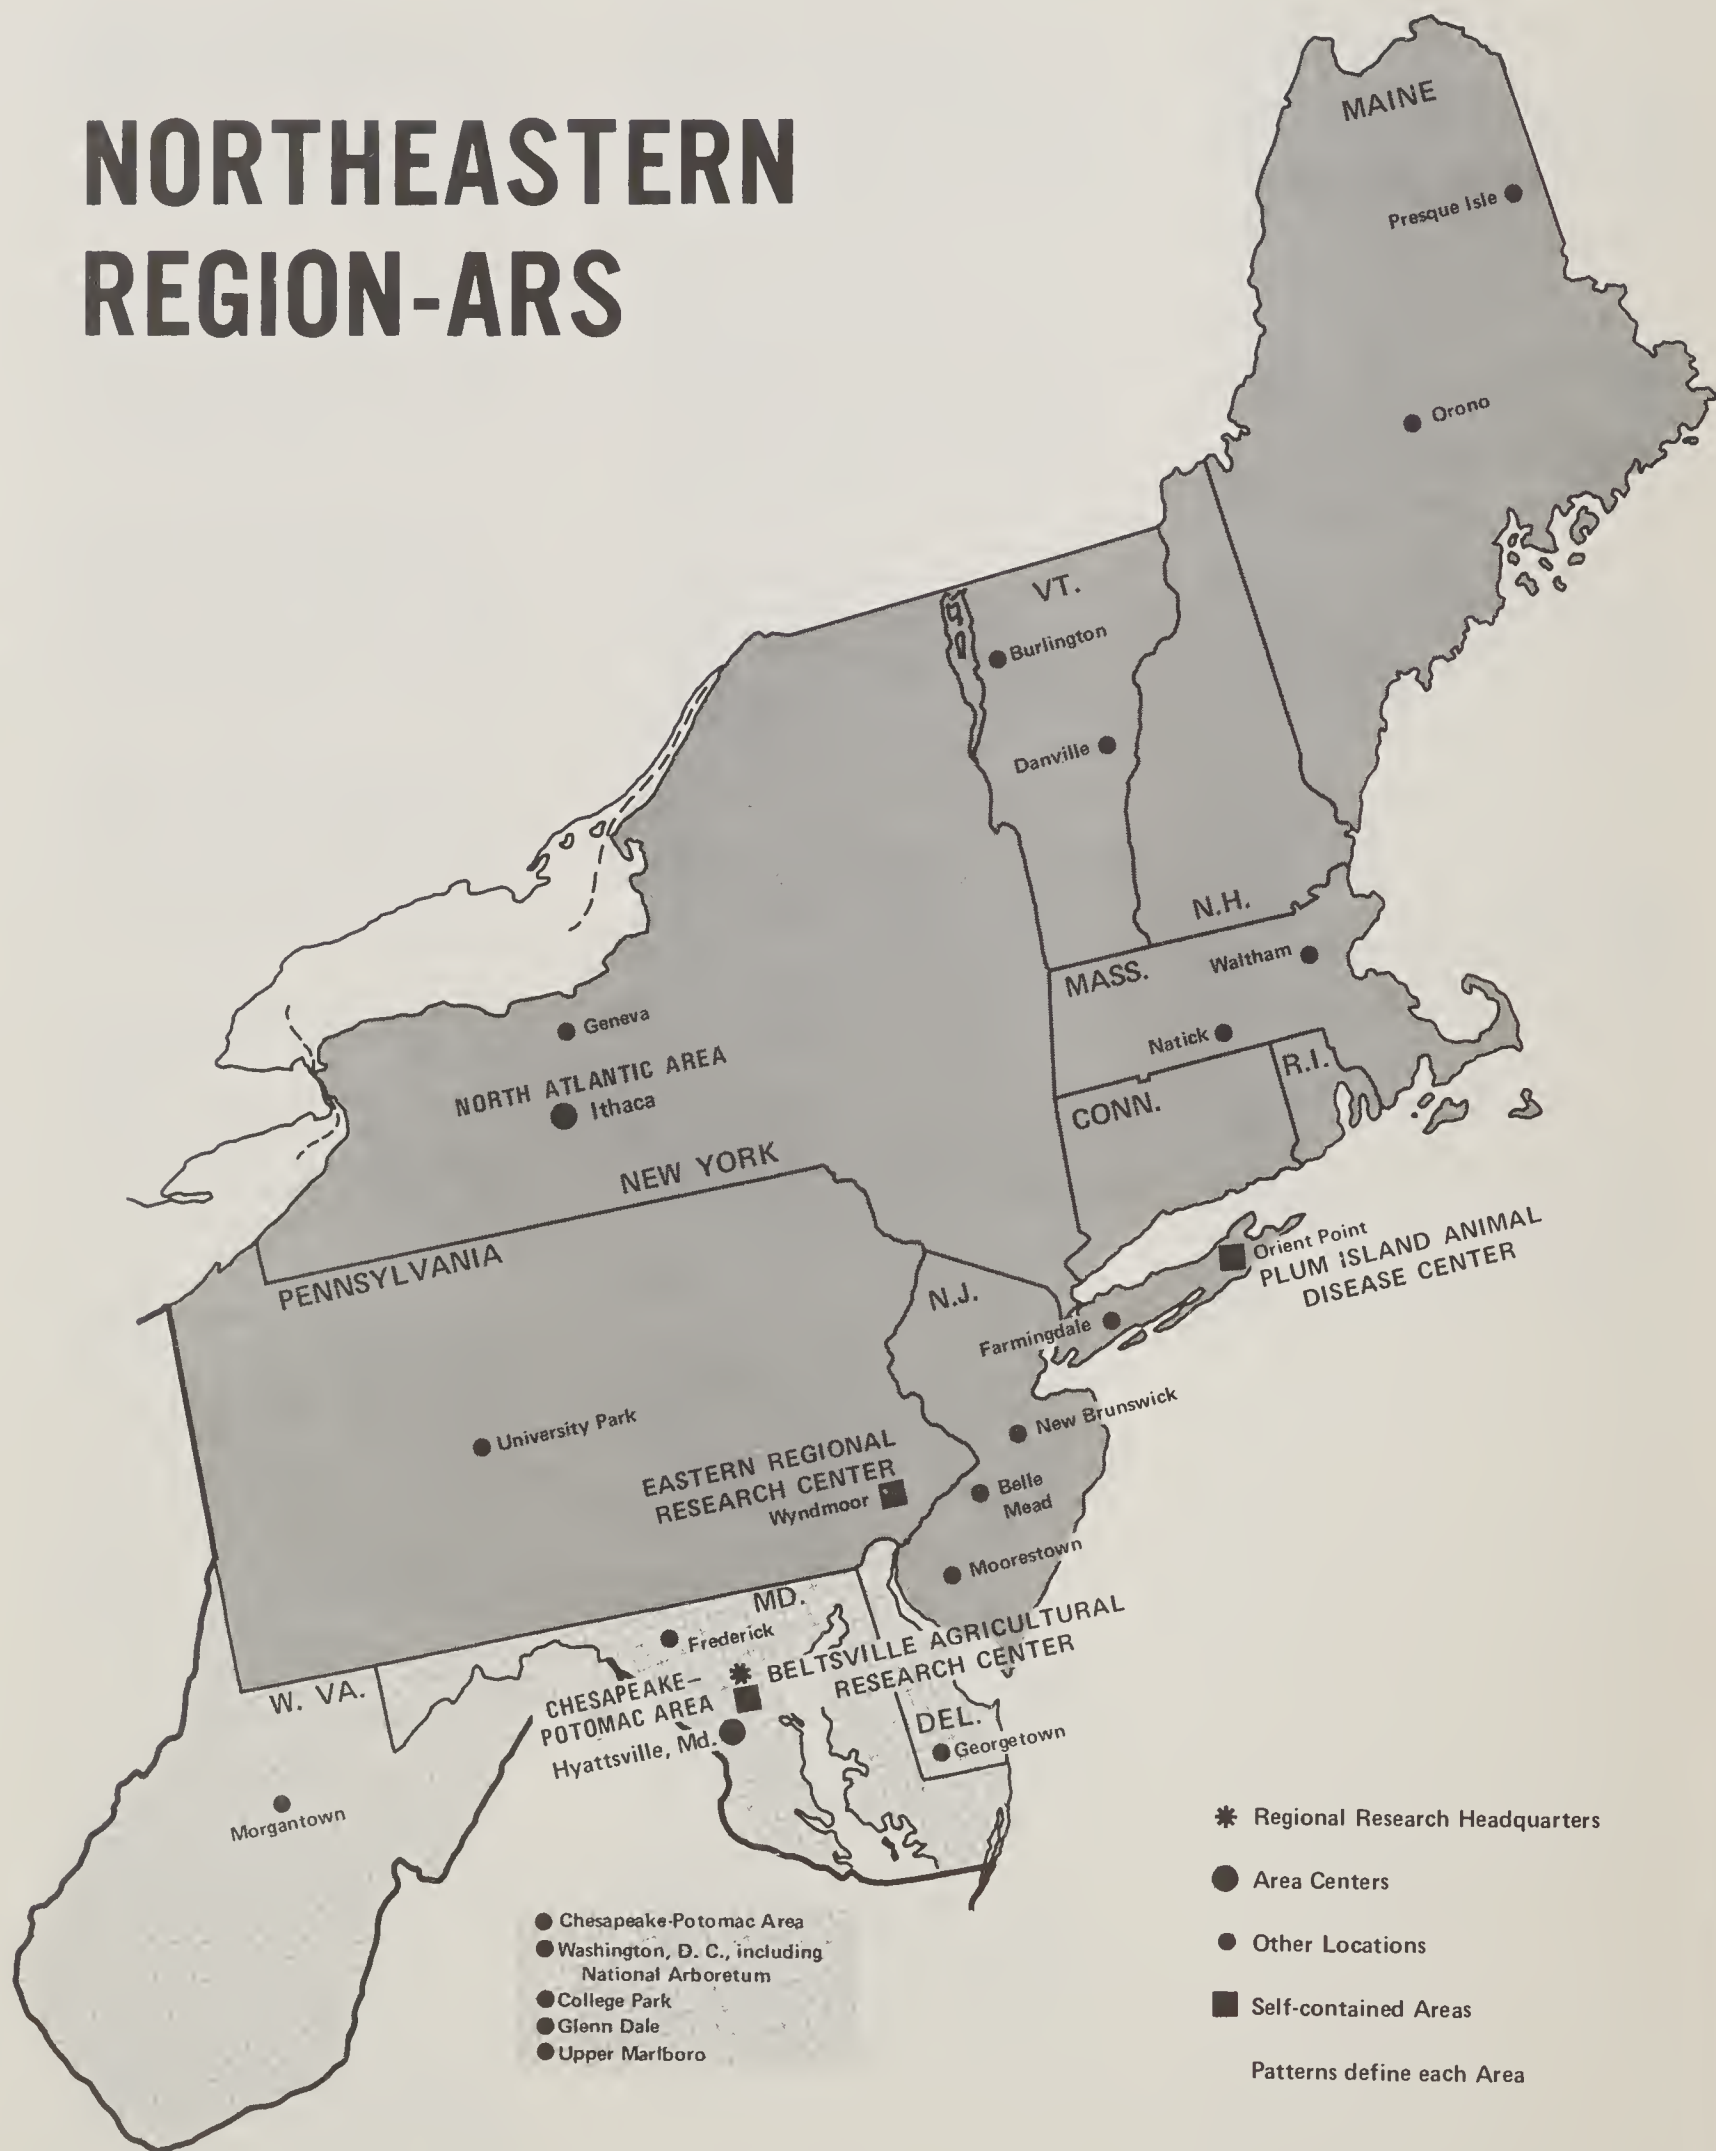 NORTHEASTERN
REGION-ARS
MAINE
Presque Isle
Orono
VT.
Burlington
Danville
N.H.
MASS.
Waltham
Natick
R.I.
CONN.
Geneva
NORTH ATLANTIC AREA
Ithaca
NEW YORK
PENNSYLVANIA
N.J.
Orient Point
PLUM ISLAND ANIMAL
DISEASE CENTER
Farmingdale
New Brunswick
University Park
EASTERN REGIONAL
RESEARCH CENTER
Wyndmoor
Belle
Mead
Moorestown
MD.
Frederick
BELTSVILLE AGRICULTURAL
RESEARCH CENTER
W. VA.
CHESAPEAKE-
POTOMAC AREA
Hyattsville, Md.
DEL.
Georgetown
Morgantown
Regional Research Headquarters
Area Centers
Other Locations
Self-contained Areas
Patterns define each Area
Chesapeake-Potomac Area
Washington, D. C., including
National Arboretum
College Park
Glenn Dale
Upper Marlboro